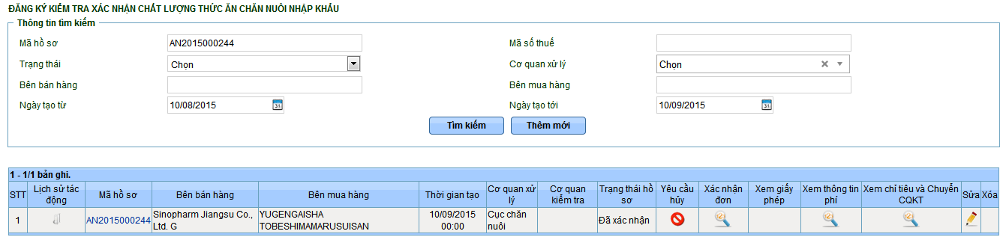 ĐĂNG KÝ KIỂM TRA XÁC NHẬN CHẤT LƯỢNG THỨC ĂN CHĂN NUÔI NHẬP KHẨU
Thông tin tìm kiếm
Mã hồ sơ AN2015000244 Mã số thuế
Trạng thái Chọn Cơ quan xử lý Chọn
Bên bán hàng Bên mua hàng
Ngày tạo từ 10/08/2015 31 Ngày tạo tới 10/09/2015 31
Tìm kiếm Thêm mới
1 - 1/1 bản ghi.
STT Lịch sử tác động Mã hồ sơ Bên bán hàng Bên mua hàng Thời gian tạo Cơ quan xử lý Cơ quan kiểm tra Trạng thái hồ sơ Yêu cầu hủy Xác nhận đơn Xem giấy phép Xem thông tin phí Xem chỉ tiêu và Chuyển CQKT Sửa Xóa
1 AN2015000244 Sinopharm Jiangsu Co., Ltd. G YUGENGAISHA TOBESHIMAMARUSUISAN 10/09/2015 00:00 Cục chăn nuôi Đã xác nhận